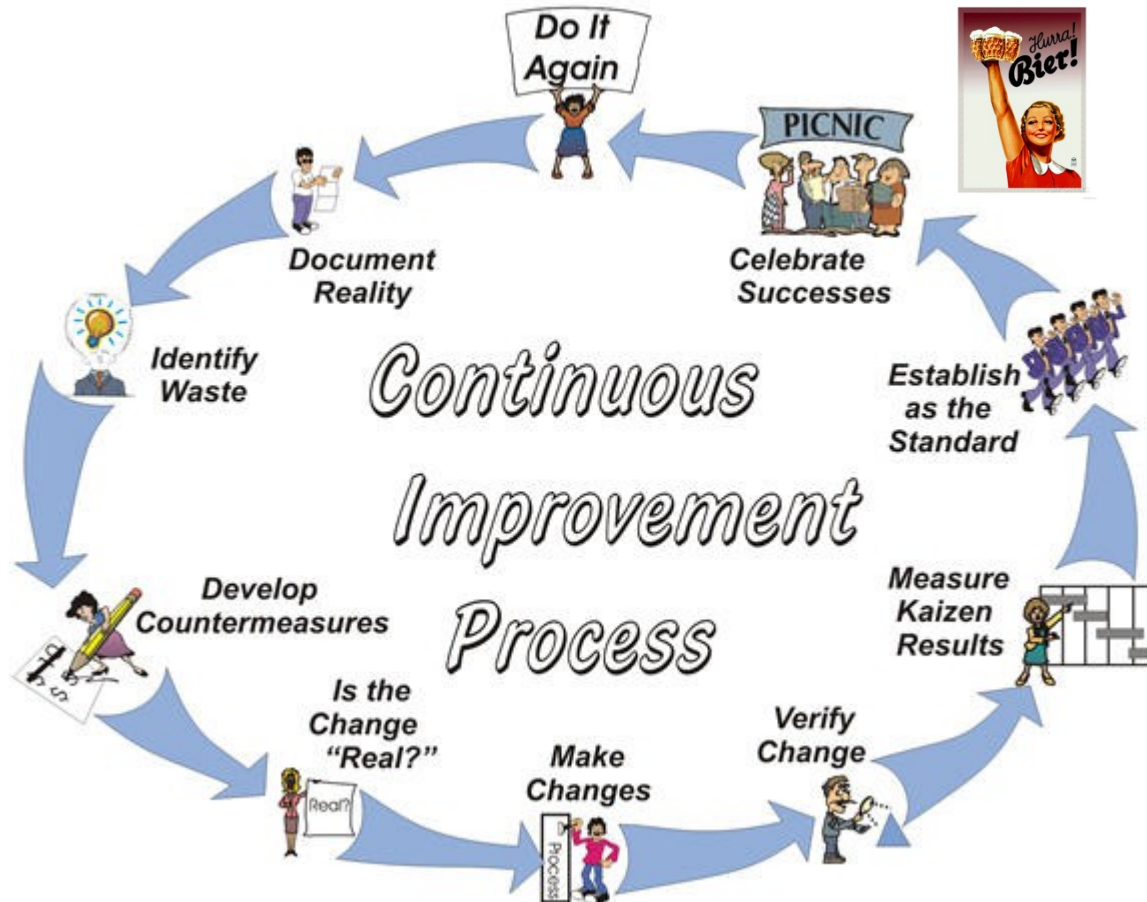 Do It
Again
PICNIC
Hurra!
Bier!
Celebrate
Successes
Document
Reality
Identify
Waste
Establish
as the
Standard
Continuous
Improvement
Process
Develop
Countermeasures
Measure
Kaizen
Results
Is the
Change
“Real?”
Real?
Make
Changes
Process
Verify
Change